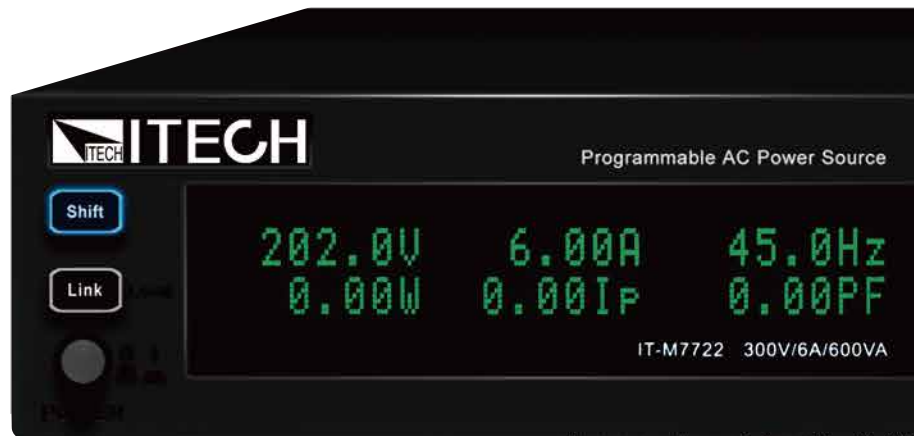 ITECH ITECH
Programmable AC Power Source
Shift
202.0V 6.00A 45.0Hz
Link
0.00W 0.00Ip 0.00PF
IT-M7722 300V/6A/600VA